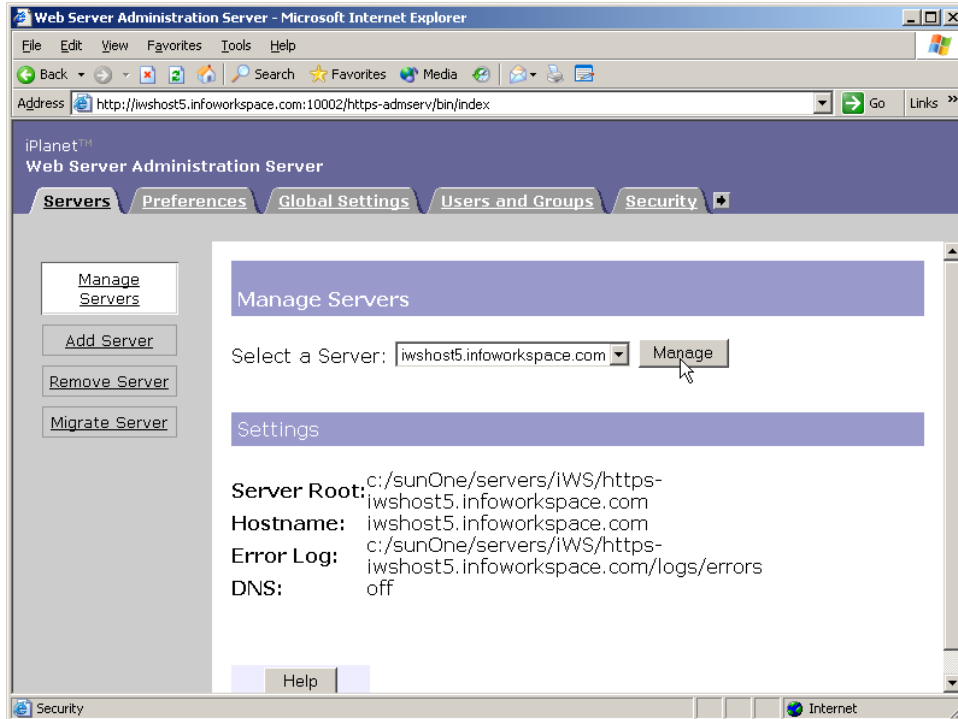 Web Server Administration Server - Microsoft Internet Explorer
File Edit View Favorites Tools Help
Back Search Favorites Media
Address http://iwshost5.infoworkspace.com:10002/https-admserv/bin/index Go Links »
iPlanet™
Web Server Administration Server
Servers Preferences Global Settings Users and Groups Security
Manage
Servers
Add Server
Remove Server
Migrate Server
Manage Servers
Select a Server: iwshost5.infoworkspace.com Manage
Settings
Server Root: c:/sunOne/servers/iWS/https-
iwshost5.infoworkspace.com
Hostname: iwshost5.infoworkspace.com
Error Log: c:/sunOne/servers/iWS/https-
iwshost5.infoworkspace.com/logs/errors
DNS: off
Help
Security Internet